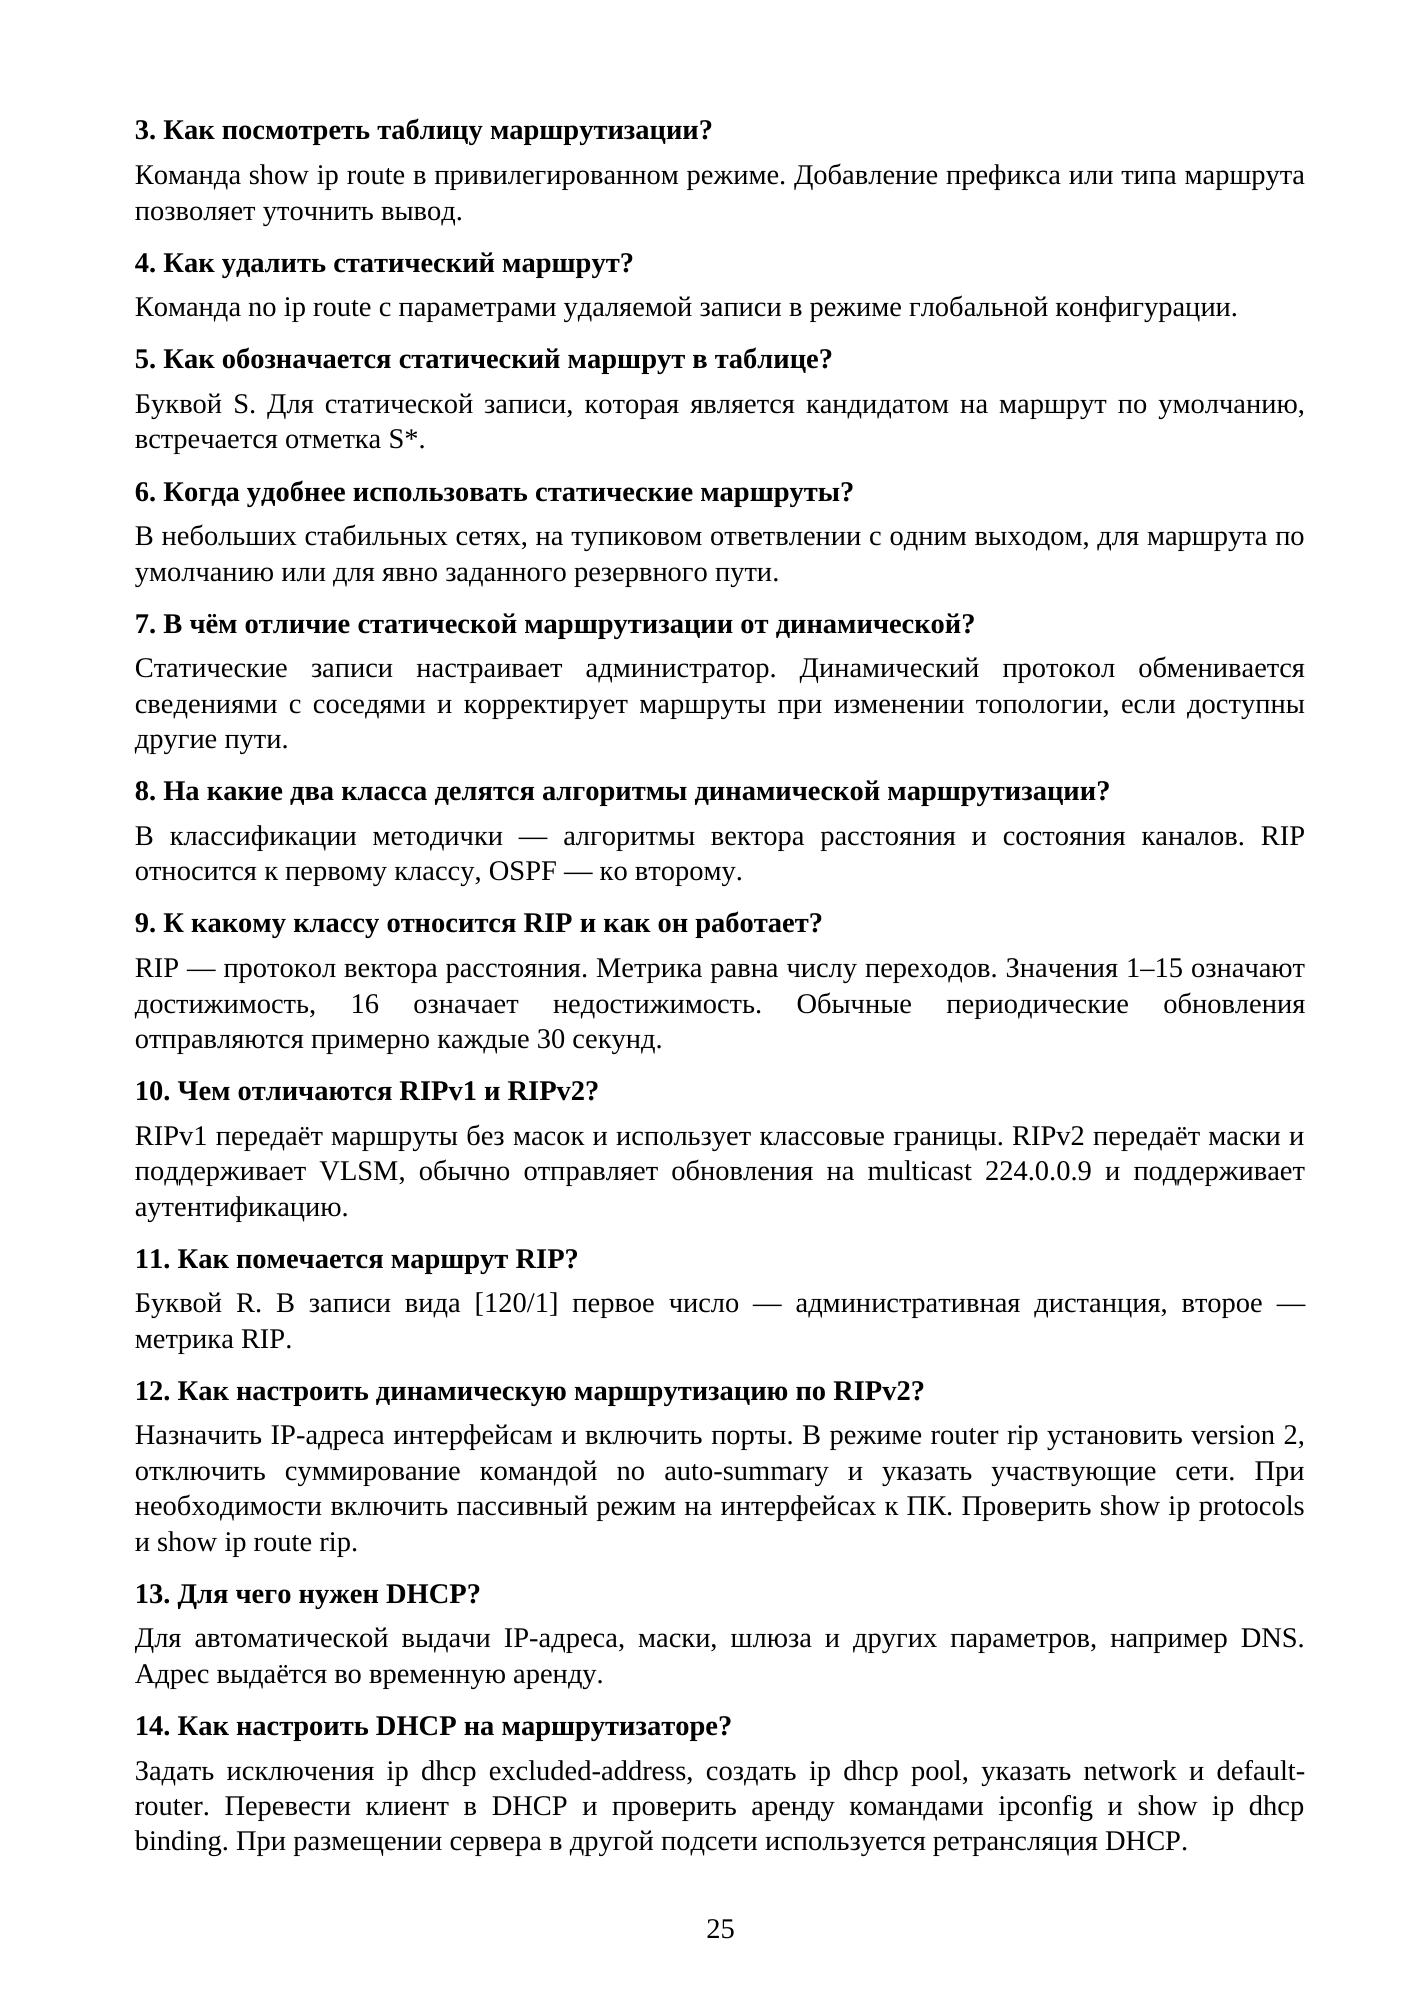 3. Как посмотреть таблицу маршрутизации?
Команда show ip route в привилегированном режиме. Добавление префикса или типа маршрута
позволяет уточнить вывод.
4. Как удалить статический маршрут?
Команда no ip route с параметрами удаляемой записи в режиме глобальной конфигурации.
5. Как обозначается статический маршрут в таблице?
Буквой S. Для статической записи, которая является кандидатом на маршрут по умолчанию,
встречается отметка S*.
6. Когда удобнее использовать статические маршруты?
В небольших стабильных сетях, на тупиковом ответвлении с одним выходом, для маршрута по
умолчанию или для явно заданного резервного пути.
7. В чём отличие статической маршрутизации от динамической?
Статические записи настраивает администратор. Динамический протокол обменивается
сведениями с соседями и корректирует маршруты при изменении топологии, если доступны
другие пути.
8. На какие два класса делятся алгоритмы динамической маршрутизации?
В классификации методички — алгоритмы вектора расстояния и состояния каналов. RIP
относится к первому классу, OSPF — ко второму.
9. К какому классу относится RIP и как он работает?
RIP — протокол вектора расстояния. Метрика равна числу переходов. Значения 1–15 означают
достижимость, 16 означает недостижимость. Обычные периодические обновления
отправляются примерно каждые 30 секунд.
10. Чем отличаются RIPv1 и RIPv2?
RIPv1 передаёт маршруты без масок и использует классовые границы. RIPv2 передаёт маски и
поддерживает VLSM, обычно отправляет обновления на multicast 224.0.0.9 и поддерживает
аутентификацию.
11. Как помечается маршрут RIP?
Буквой R. В записи вида [120/1] первое число — административная дистанция, второе —
метрика RIP.
12. Как настроить динамическую маршрутизацию по RIPv2?
Назначить IP-адреса интерфейсам и включить порты. В режиме router rip установить version 2,
отключить суммирование командой no auto-summary и указать участвующие сети. При
необходимости включить пассивный режим на интерфейсах к ПК. Проверить show ip protocols
и show ip route rip.
13. Для чего нужен DHCP?
Для автоматической выдачи IP-адреса, маски, шлюза и других параметров, например DNS.
Адрес выдаётся во временную аренду.
14. Как настроить DHCP на маршрутизаторе?
Задать исключения ip dhcp excluded-address, создать ip dhcp pool, указать network и default-
router. Перевести клиент в DHCP и проверить аренду командами ipconfig и show ip dhcp
binding. При размещении сервера в другой подсети используется ретрансляция DHCP.
25